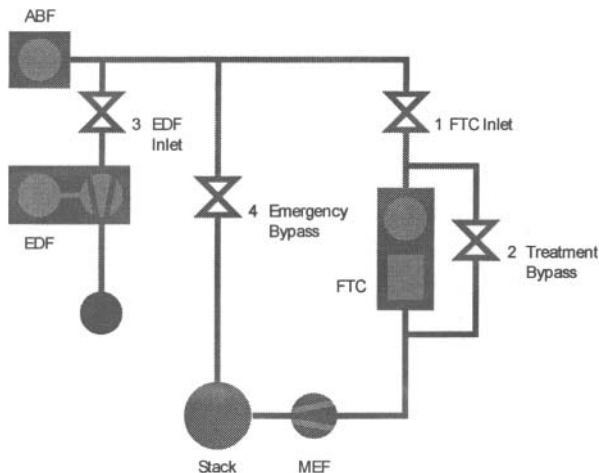 ABF
3 EDF
Inlet
1 FTC Inlet
4 Emergency
Bypass
2 Treatment
Bypass
EDF
FTC
Stack
MEF